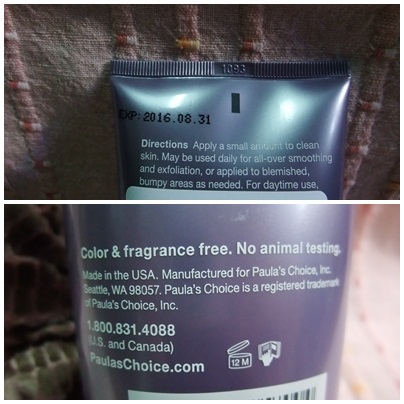 1093
EXP: 2016.08.31
Directions Apply a small amount to clean
skin. May be used daily for all-over smoothing
and exfoliation, or applied to blemished,
bumpy areas as needed. For daytime use,
Color & fragrance free. No animal testing.
Made in the USA. Manufactured for Paula's Choice, Inc.
Seattle, WA 98057. Paula's Choice is a registered trademark
of Paula's Choice, Inc.
1.800.831.4088
(U.S. and Canada)
PaulasChoice.com
12 M